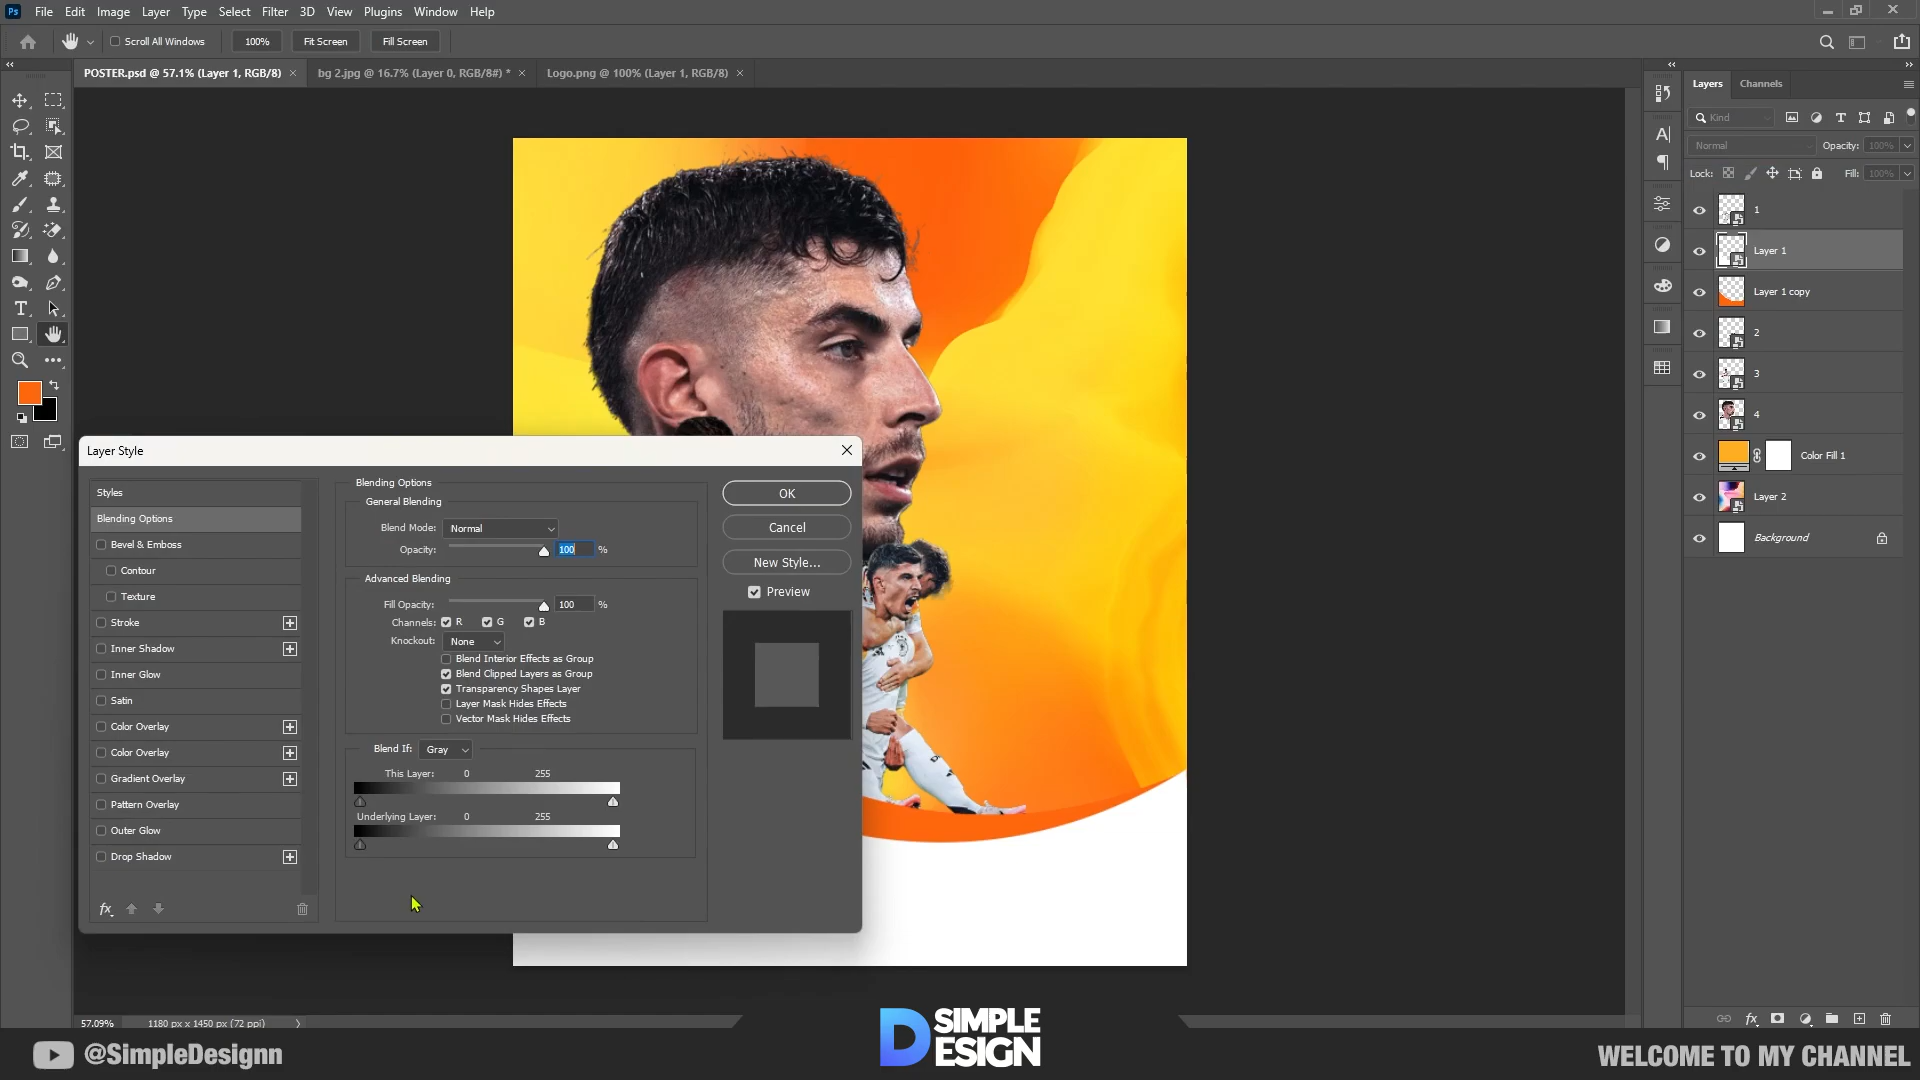 Ps File Edit Image Layer Type Select Filter 3D View Plugins Window Help
Scroll All Windows 100% Fit Screen Fill Screen
POSTER.psd @ 57.1% (Layer 1, RGB/8) × bg 2.jpg @ 16.7% (Layer 0, RGB/8#) * × Logo.png @ 100% (Layer 1, RGB/8) ×
Layers Channels
Kind
Normal Opacity: 100%
Lock: Fill: 100%
1
Layer 1
Layer 1 copy
2
3
4
Color Fill 1
Layer 2
Background
Layer Style
Styles
Blending Options
Bevel & Emboss
Contour
Texture
Stroke
Inner Shadow
Inner Glow
Satin
Color Overlay
Color Overlay
Gradient Overlay
Pattern Overlay
Outer Glow
Drop Shadow
fx
Blending Options
General Blending
Blend Mode: Normal
Opacity: 100 %
Advanced Blending
Fill Opacity: 100 %
Channels: R G B
Knockout: None
Blend Interior Effects as Group
Blend Clipped Layers as Group
Transparency Shapes Layer
Layer Mask Hides Effects
Vector Mask Hides Effects
Blend If: Gray
This Layer: 0 255
Underlying Layer: 0 255
OK
Cancel
New Style...
Preview
57.09% 1180 px x 1450 px (72 ppi)
fx
@SimpleDesignn
SIMPLE
DESIGN
WELCOME TO MY CHANNEL